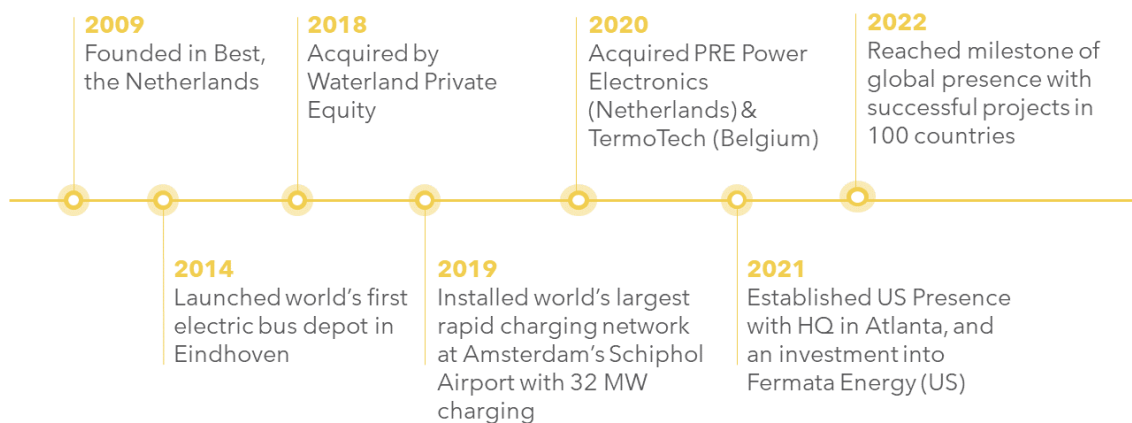 2009
Founded in Best,
the Netherlands
2014
Launched world's first
electric bus depot in
Eindhoven
2018
Acquired by
Waterland Private
Equity
2019
Installed world's largest
rapid charging network
at Amsterdam's Schiphol
Airport with 32 MW
charging
2020
Acquired PRE Power
Electronics
(Netherlands) &
TermoTech (Belgium)
2021
Established US Presence
with HQ in Atlanta, and
an investment into
Fermata Energy (US)
2022
Reached milestone of
global presence with
successful projects in
100 countries